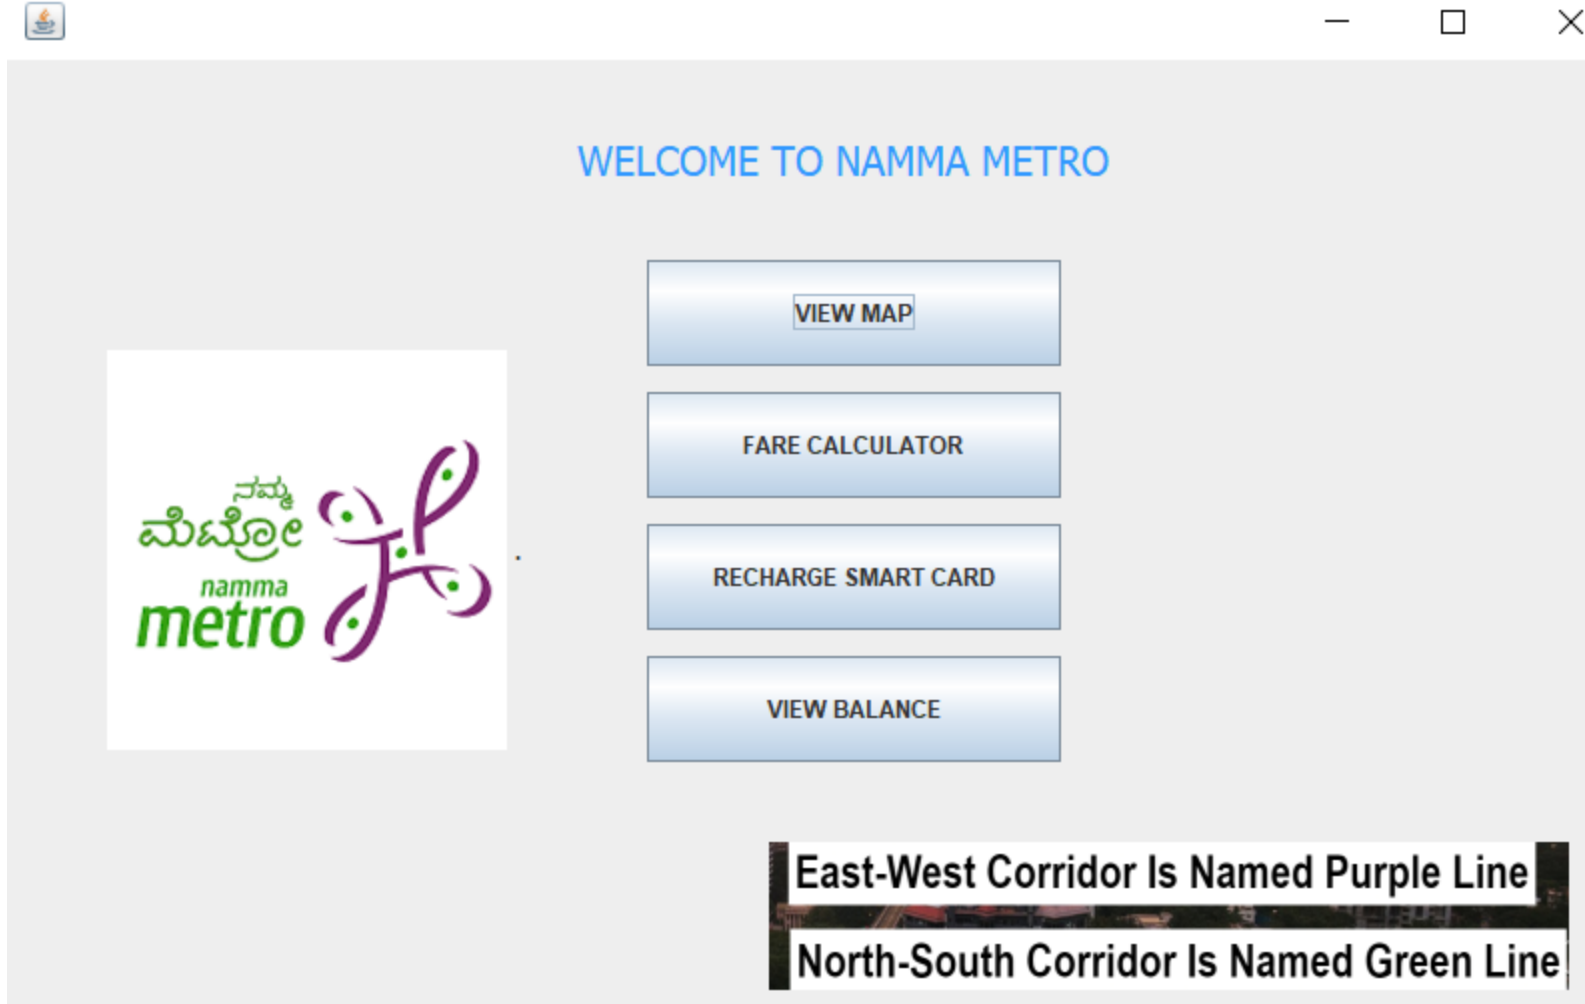 WELCOME TO NAMMA METRO
VIEW MAP
FARE CALCULATOR
RECHARGE SMART CARD
VIEW BALANCE
ನಮ್ಮ
ಮೆಟ್ರೋ
namma
metro
.
East-West Corridor Is Named Purple Line
North-South Corridor Is Named Green Line